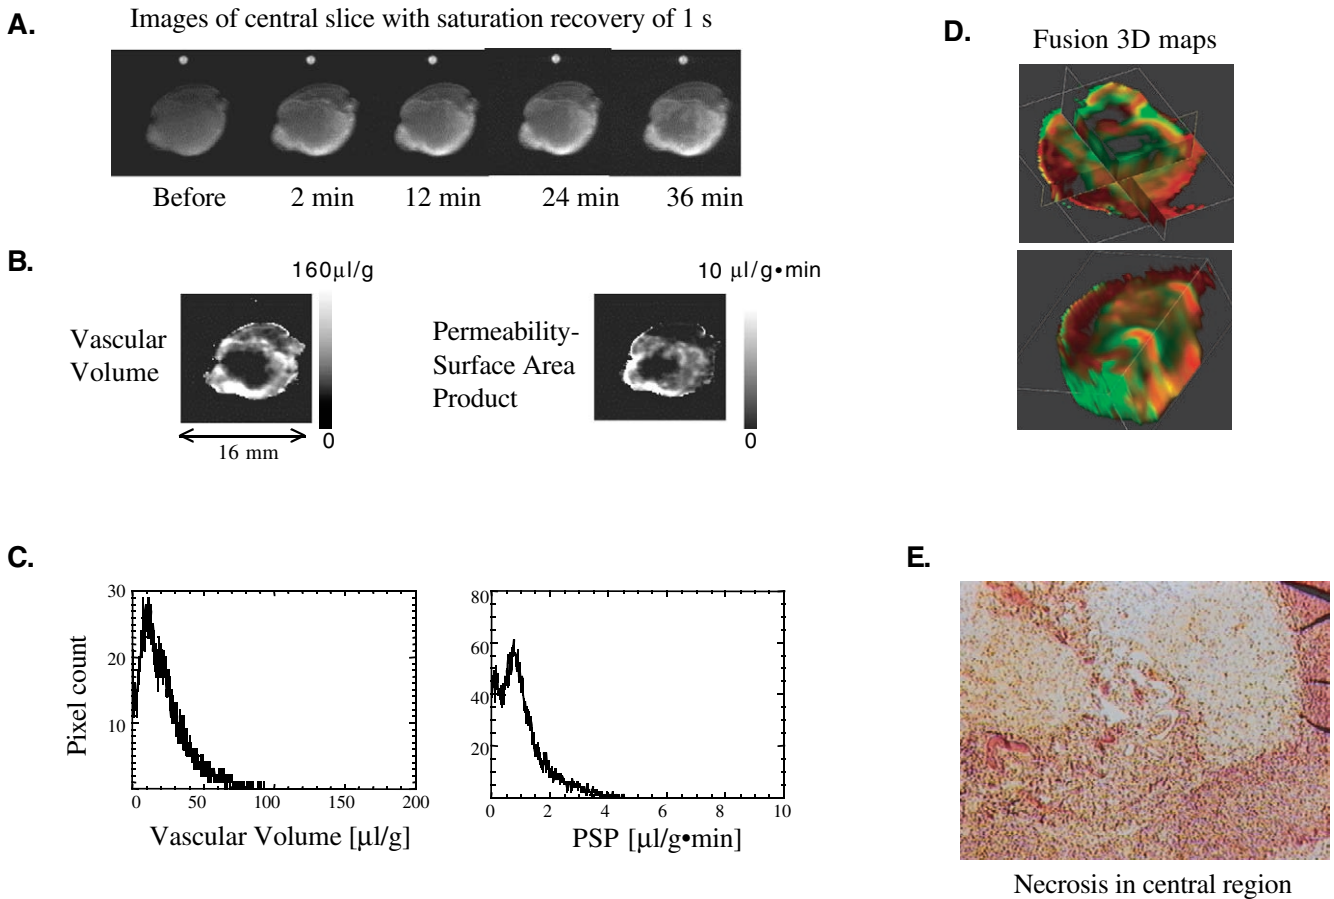 A.
Images of central slice with saturation recovery of 1 s
Before 2 min 12 min 24 min 36 min
B.
Vascular
Volume
160μl/g
0
16 mm
Permeability-
Surface Area
Product
10 μl/g•min
0
C.
Pixel count
30
20
10
0 50 100 150 200
Vascular Volume [μl/g]
80
60
40
20
0 2 4 6 8 10
PSP [μl/g•min]
D.
Fusion 3D maps
E.
Necrosis in central region